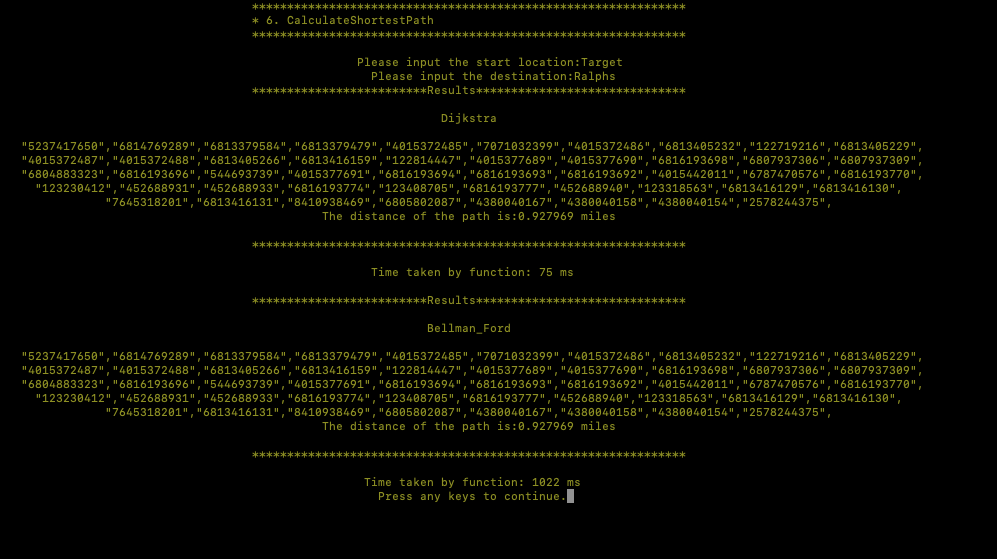 **************************************************************
* 6. CalculateShortestPath
**************************************************************
Please input the start location:Target
Please input the destination:Ralphs
*************************Results******************************
Dijkstra
"5237417650","6814769289","6813379584","6813379479","4015372485","7071032399","4015372486","6813405232","122719216","6813405229",
"4015372487","4015372488","6813405266","6813416159","122814447","4015377689","4015377690","6816193698","6807937306","6807937309",
"6804883323","6816193696","544693739","4015377691","6816193694","6816193693","6816193692","4015442011","6787470576","6816193770",
"123230412","452688931","452688933","6816193774","123408705","6816193777","452688940","123318563","6813416129","6813416130",
"7645318201","6813416131","8410938469","6805802087","4380040167","4380040158","4380040154","2578244375",
The distance of the path is:0.927969 miles
**************************************************************
Time taken by function: 75 ms
*************************Results******************************
Bellman_Ford
"5237417650","6814769289","6813379584","6813379479","4015372485","7071032399","4015372486","6813405232","122719216","6813405229",
"4015372487","4015372488","6813405266","6813416159","122814447","4015377689","4015377690","6816193698","6807937306","6807937309",
"6804883323","6816193696","544693739","4015377691","6816193694","6816193693","6816193692","4015442011","6787470576","6816193770",
"123230412","452688931","452688933","6816193774","123408705","6816193777","452688940","123318563","6813416129","6813416130",
"7645318201","6813416131","8410938469","6805802087","4380040167","4380040158","4380040154","2578244375",
The distance of the path is:0.927969 miles
**************************************************************
Time taken by function: 1022 ms
Press any keys to continue.